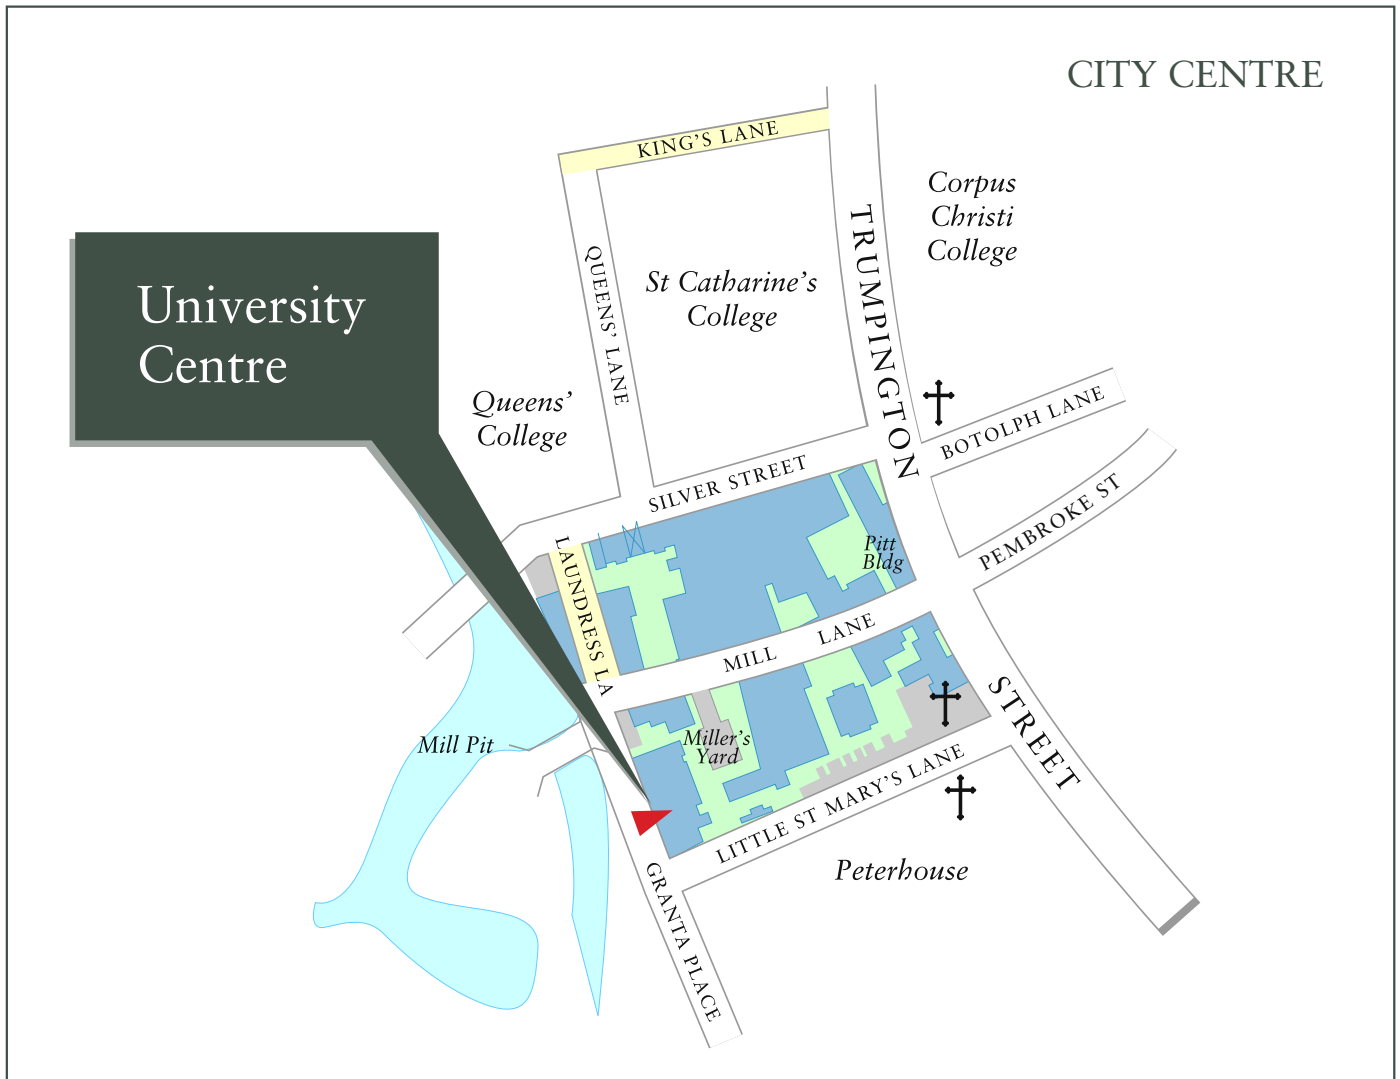 CITY CENTRE
KING'S LANE
Corpus
Christi
College
TRUMPINGTON
STREET
QUEENS' LANE
St Catharine's
College
University
Centre
Queens'
College
BOTOLPH LANE
SILVER STREET
PEMBROKE ST
Pitt
Bldg
LAUNDRESS LA
MILL LANE
Mill Pit
Miller's
Yard
LITTLE ST MARY'S LANE
Peterhouse
GRANTA PLACE